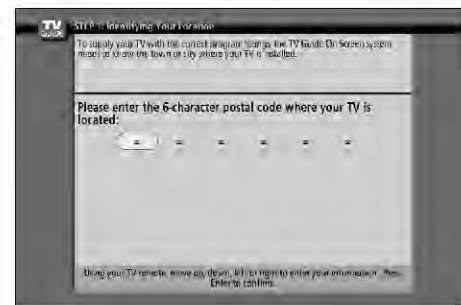 TV
GUIDE
STEP 1: Identifying Your Location
To supply your TV with the correct program listings, the TV Guide On Screen system
needs to know the town or city where your TV is installed.
Please enter the 6-character postal code where your TV is
located:
Using your TV remote, move up, down, left or right to enter your information. Press
Enter to confirm.